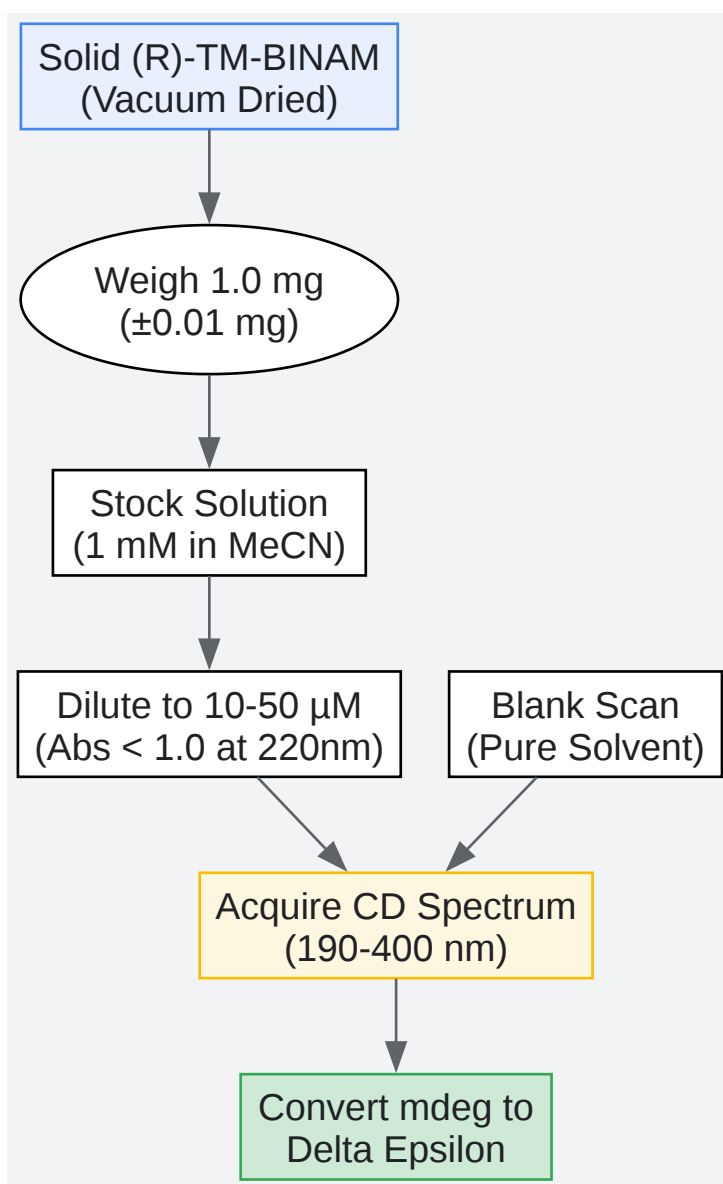 Solid (R)-TM-BINAM
(Vacuum Dried)
Weigh 1.0 mg
(±0.01 mg)
Stock Solution
(1 mM in MeCN)
Dilute to 10-50 µM
(Abs < 1.0 at 220nm)
Blank Scan
(Pure Solvent)
Acquire CD Spectrum
(190-400 nm)
Convert mdeg to
Delta Epsilon